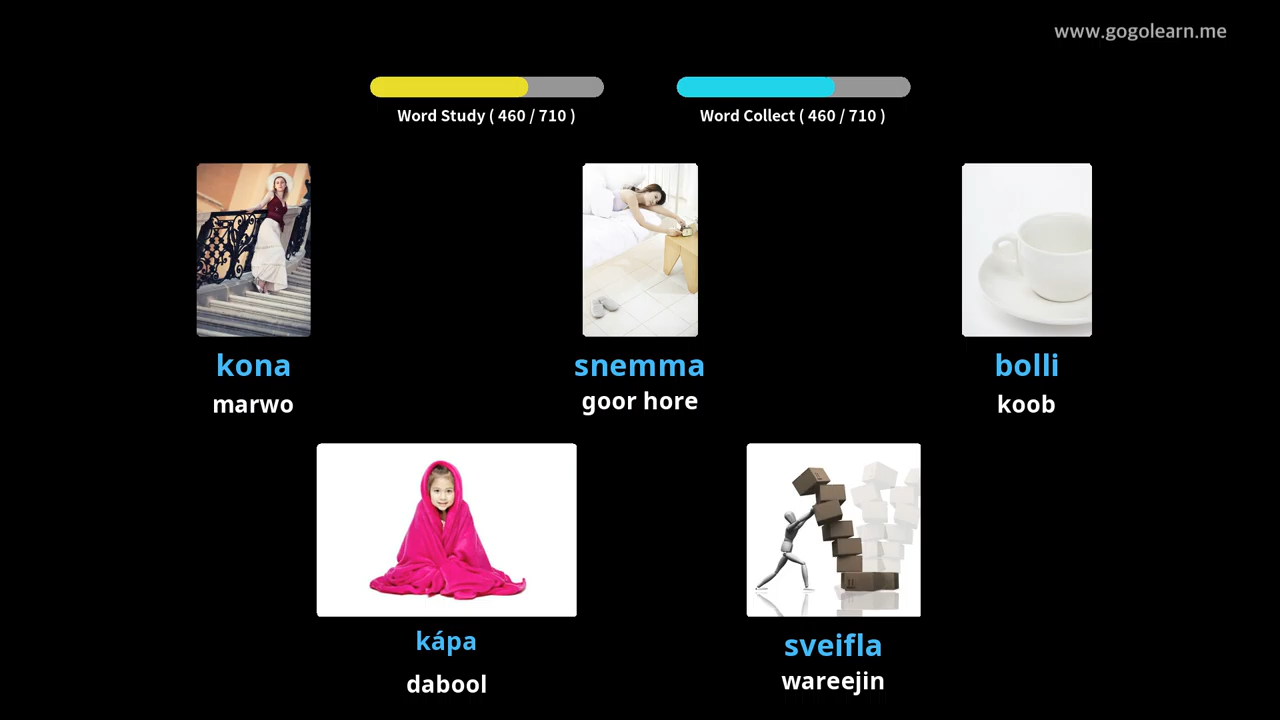 www.gogolearn.me
Word Study ( 460 / 710 )
Word Collect ( 460 / 710 )
kona
marwo
snemma
goor hore
bolli
koob
kápa
dabool
sveifla
wareejin